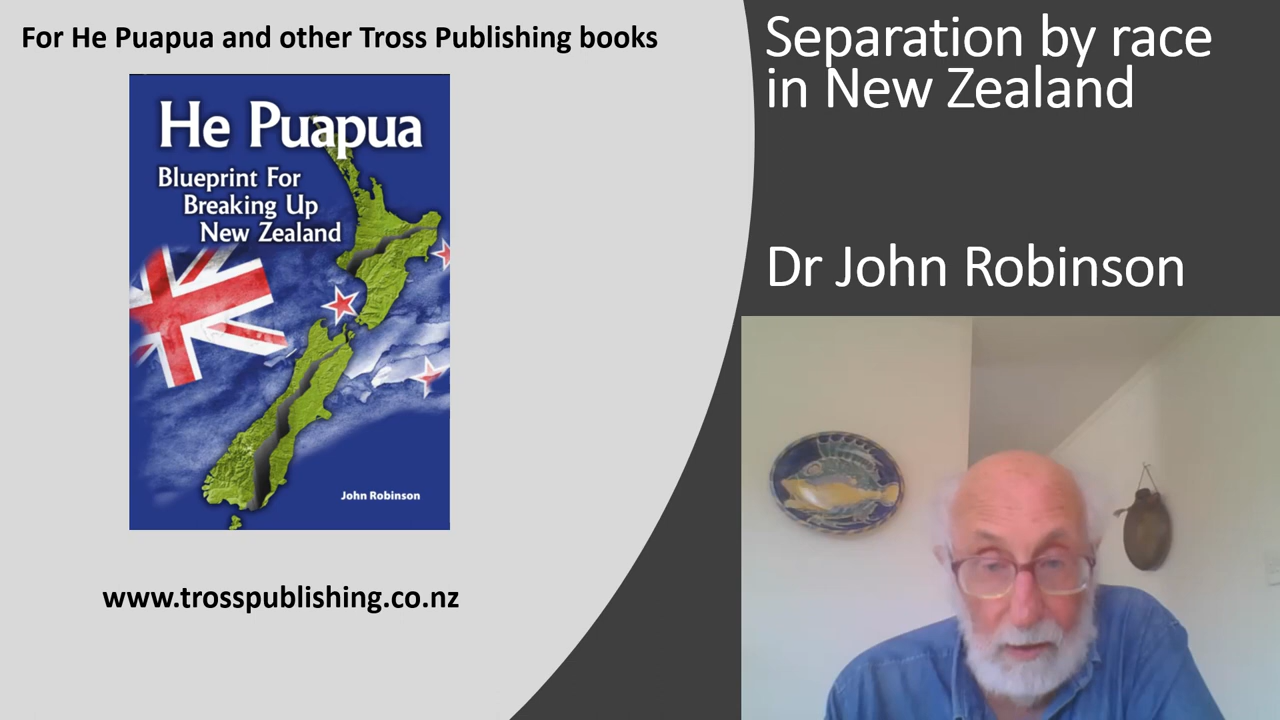 For He Puapua and other Tross Publishing books
He Puapua
Blueprint For
Breaking Up
New Zealand
John Robinson
www.trosspublishing.co.nz
Separation by race
in New Zealand
Dr John Robinson